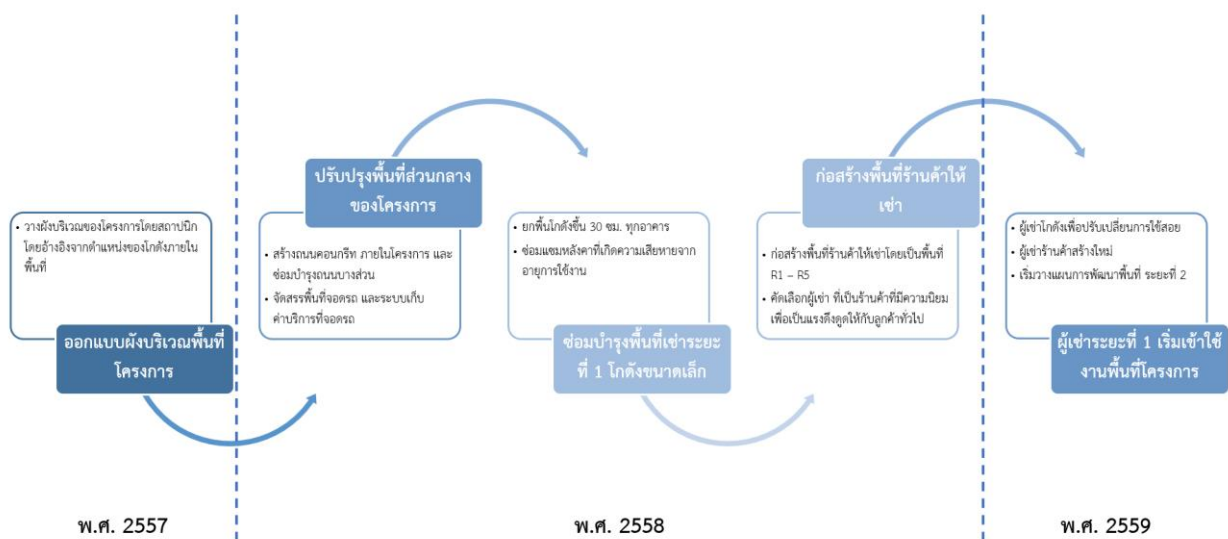 • วางผังบริเวณของโครงการโดยสถาปนิก
โดยอ้างอิงจากตำแหน่งของโกดังภายใน
พื้นที่
ออกแบบผังบริเวณพื้นที่
โครงการ
ปรับปรุงพื้นที่ส่วนกลาง
ของโครงการ
• สร้างถนนคอนกรีท ภายในโครงการ และ
ซ่อมบำรุงถนนบางส่วน
• จัดสรรพื้นที่จอดรถ และระบบเก็บ
ค่าบริการที่จอดรถ
• ยกพื้นโกดังขึ้น 30 ซม. ทุกอาคาร
• ซ่อมแซมหลังคาที่เกิดความเสียหายจาก
อายุการใช้งาน
ซ่อมบำรุงพื้นที่เช่าระยะ
ที่ 1 โกดังขนาดเล็ก
ก่อสร้างพื้นที่ร้านค้าให้
เช่า
• ก่อสร้างพื้นที่ร้านค้าให้เช่าโดยเป็นพื้นที่
R1 – R5
• คัดเลือกผู้เช่า ที่เป็นร้านค้าที่มีความนิยม
เพื่อเป็นแรงดึงดูดให้กับลูกค้าทั่วไป
• ผู้เช่าโกดังเพื่อปรับเปลี่ยนการใช้สอย
• ผู้เช่าร้านค้าสร้างใหม่
• เริ่มวางแผนการพัฒนาพื้นที่ ระยะที่ 2
ผู้เช่าระยะที่ 1 เริ่มเข้าใช้
งานพื้นที่โครงการ
พ.ศ. 2557
พ.ศ. 2558
พ.ศ. 2559